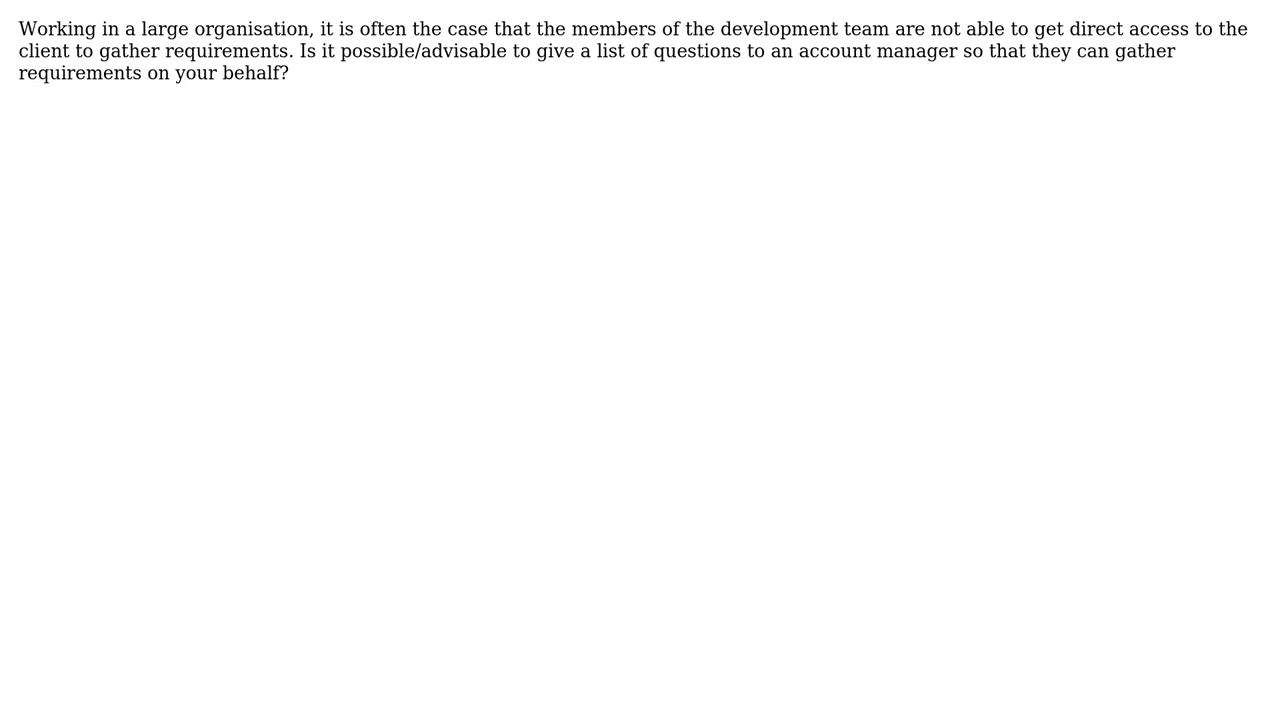 Working in a large organisation, it is often the case that the members of the development team are not able to get direct access to the
client to gather requirements. Is it possible/advisable to give a list of questions to an account manager so that they can gather
requirements on your behalf?